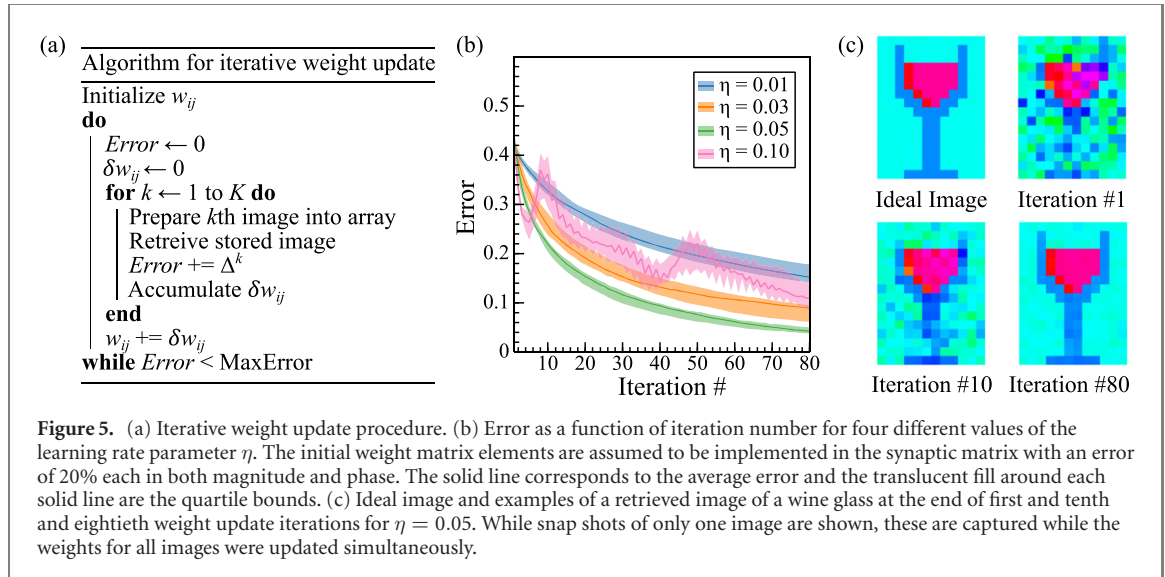 (a)
Algorithm for iterative weight update
Initialize w_ij
do
Error ← 0
δw_ij ← 0
for k ← 1 to K do
Prepare kth image into array
Retreive stored image
Error += Δ^k
Accumulate δw_ij
end
w_ij += δw_ij
while Error < MaxError
(b)
η = 0.01
η = 0.03
η = 0.05
η = 0.10
0.5
0.4
0.3
0.2
0.1
0
Error
10 20 30 40 50 60 70 80
Iteration #
(c)
Ideal Image Iteration #1
Iteration #10 Iteration #80
Figure 5. (a) Iterative weight update procedure. (b) Error as a function of iteration number for four different values of the
learning rate parameter η. The initial weight matrix elements are assumed to be implemented in the synaptic matrix with an error
of 20% each in both magnitude and phase. The solid line corresponds to the average error and the translucent fill around each
solid line are the quartile bounds. (c) Ideal image and examples of a retrieved image of a wine glass at the end of first and tenth
and eightieth weight update iterations for η = 0.05. While snap shots of only one image are shown, these are captured while the
weights for all images were updated simultaneously.